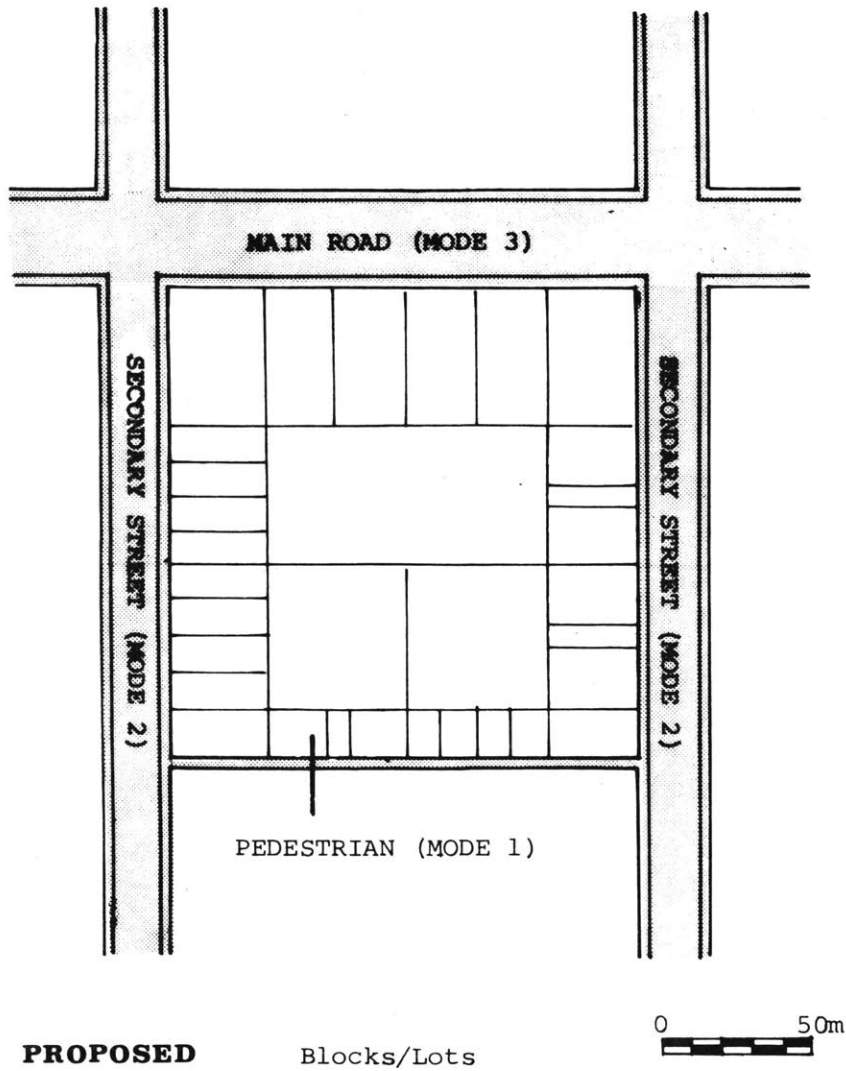 MAIN ROAD (MODE 3)
SECONDARY STREET (MODE 2)
SECONDARY STREET (MODE 2)
PEDESTRIAN (MODE 1)
0 50m
PROPOSED Blocks/Lots